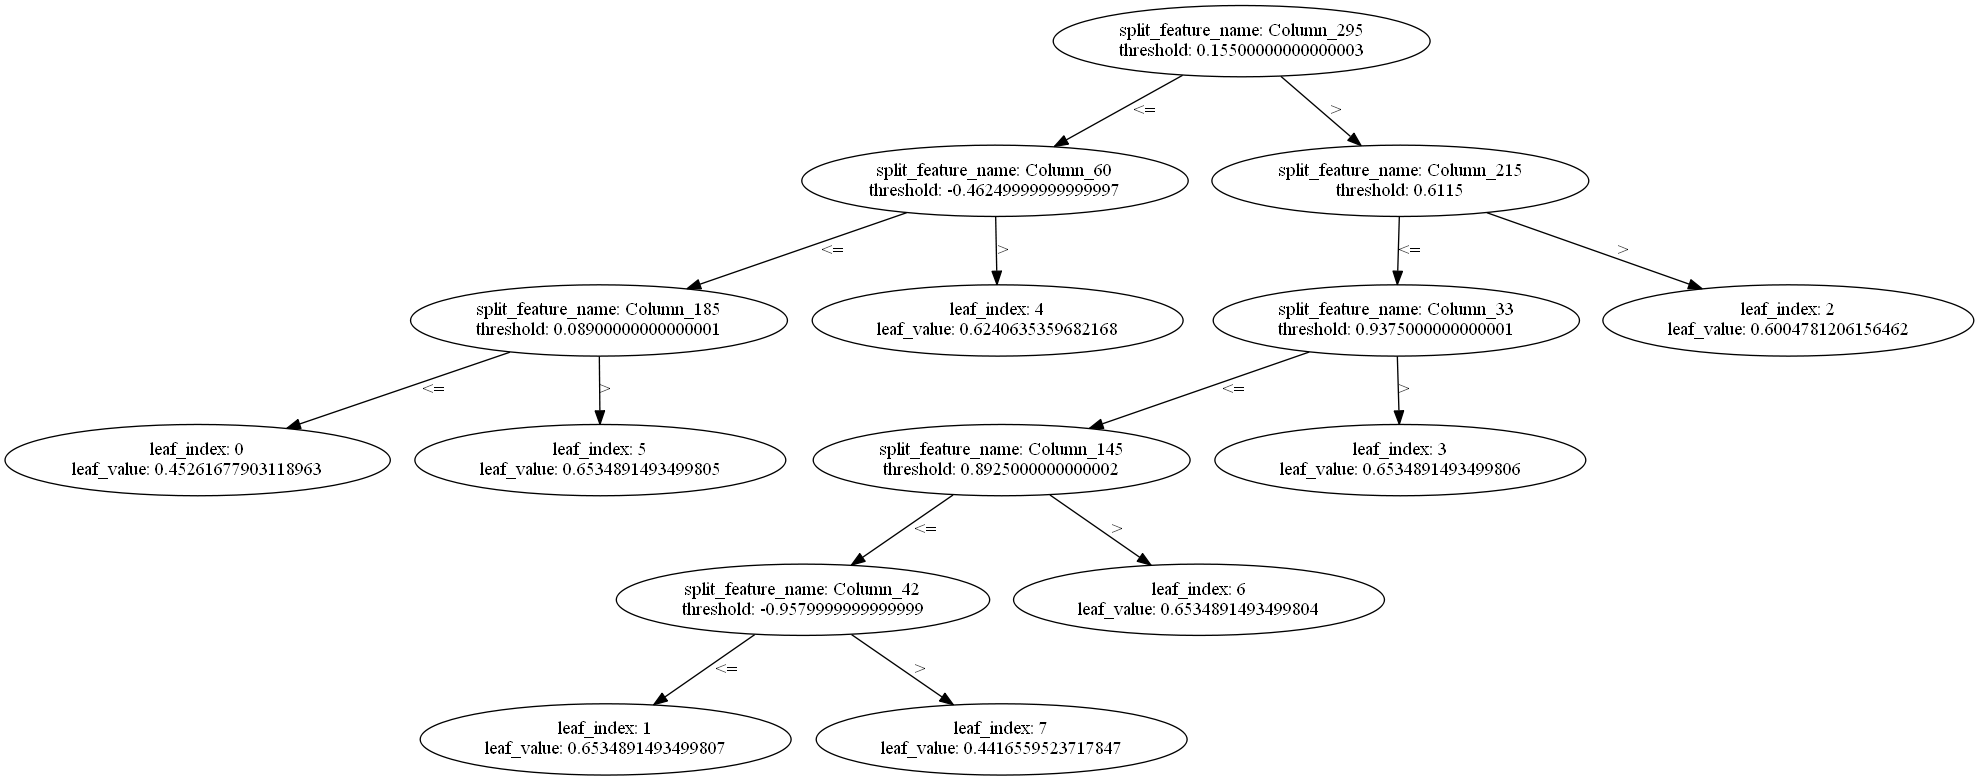 split_feature_name: Column_295
threshold: 0.15500000000000003
<=
>
split_feature_name: Column_60
threshold: -0.46249999999999997
split_feature_name: Column_215
threshold: 0.6115
<=
>
<=
>
split_feature_name: Column_185
threshold: 0.08900000000000001
leaf_index: 4
leaf_value: 0.6240635359682168
split_feature_name: Column_33
threshold: 0.9375000000000001
leaf_index: 2
leaf_value: 0.6004781206156462
<=
>
<=
>
leaf_index: 0
leaf_value: 0.45261677903118963
leaf_index: 5
leaf_value: 0.6534891493499805
split_feature_name: Column_145
threshold: 0.8925000000000002
leaf_index: 3
leaf_value: 0.6534891493499806
<=
>
split_feature_name: Column_42
threshold: -0.9579999999999999
leaf_index: 6
leaf_value: 0.6534891493499804
<=
>
leaf_index: 1
leaf_value: 0.6534891493499807
leaf_index: 7
leaf_value: 0.4416559523717847